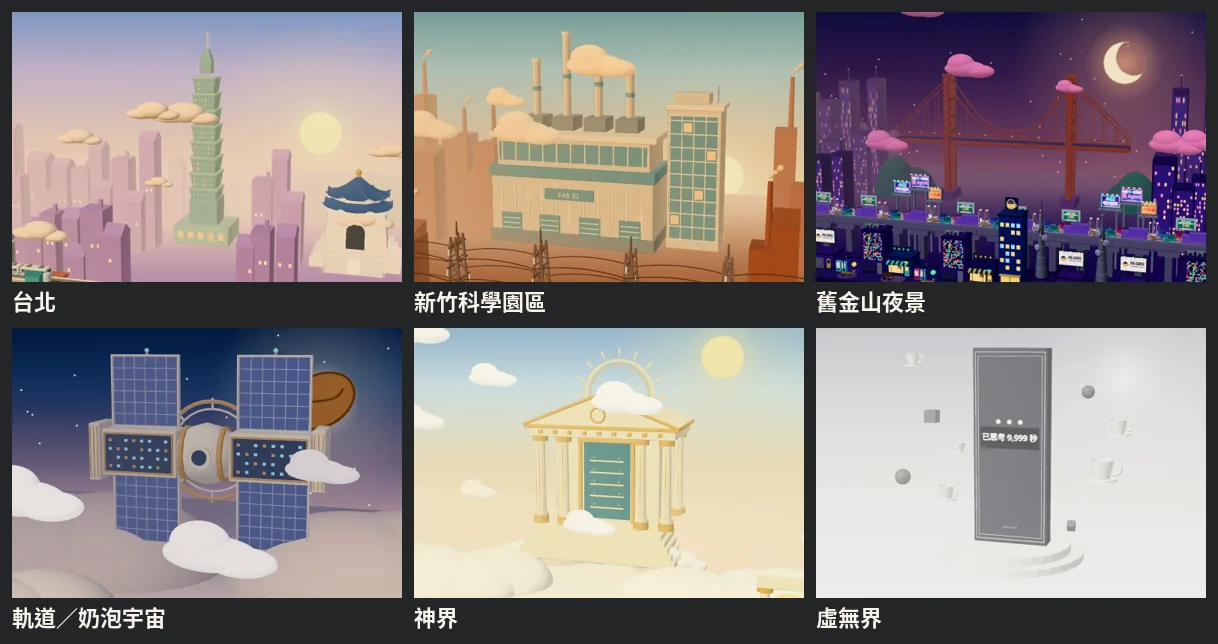 FAB 02
台北
新竹科學園區
舊金山夜景
已思考 9,999 秒
軌道／奶泡宇宙
神界
虛無界